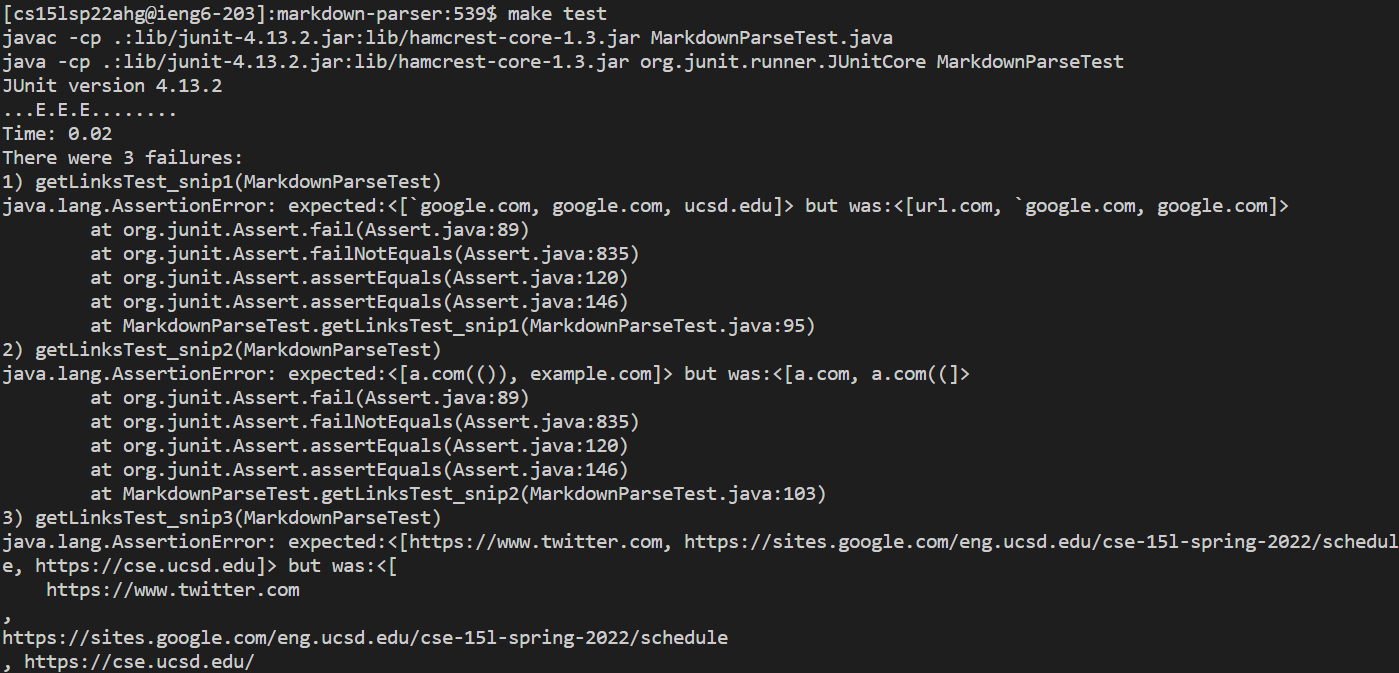 [cs15lsp22ahg@ieng6-203]:markdown-parser:539$ make test
javac -cp .:lib/junit-4.13.2.jar:lib/hamcrest-core-1.3.jar MarkdownParseTest.java
java -cp .:lib/junit-4.13.2.jar:lib/hamcrest-core-1.3.jar org.junit.runner.JUnitCore MarkdownParseTest
JUnit version 4.13.2
...E.E.E........
Time: 0.02
There were 3 failures:
1) getLinksTest_snip1(MarkdownParseTest)
java.lang.AssertionError: expected:<[`google.com, google.com, ucsd.edu]> but was:<[url.com, `google.com, google.com]>
        at org.junit.Assert.fail(Assert.java:89)
        at org.junit.Assert.failNotEquals(Assert.java:835)
        at org.junit.Assert.assertEquals(Assert.java:120)
        at org.junit.Assert.assertEquals(Assert.java:146)
        at MarkdownParseTest.getLinksTest_snip1(MarkdownParseTest.java:95)
2) getLinksTest_snip2(MarkdownParseTest)
java.lang.AssertionError: expected:<[a.com(()), example.com]> but was:<[a.com, a.com((]>
        at org.junit.Assert.fail(Assert.java:89)
        at org.junit.Assert.failNotEquals(Assert.java:835)
        at org.junit.Assert.assertEquals(Assert.java:120)
        at org.junit.Assert.assertEquals(Assert.java:146)
        at MarkdownParseTest.getLinksTest_snip2(MarkdownParseTest.java:103)
3) getLinksTest_snip3(MarkdownParseTest)
java.lang.AssertionError: expected:<[https://www.twitter.com, https://sites.google.com/eng.ucsd.edu/cse-15l-spring-2022/schedul
e, https://cse.ucsd.edu]> but was:<[
    https://www.twitter.com
,
https://sites.google.com/eng.ucsd.edu/cse-15l-spring-2022/schedule
, https://cse.ucsd.edu/